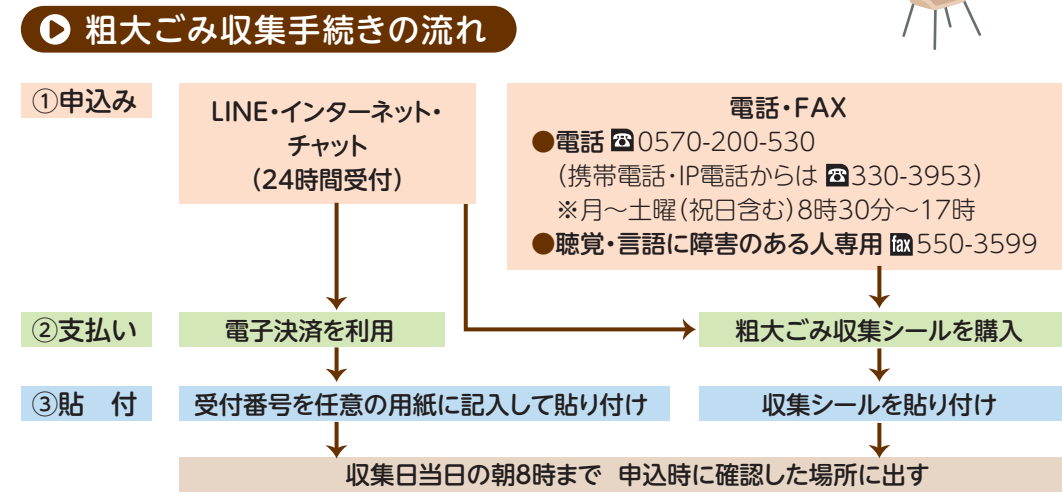 粗大ごみ収集手続きの流れ
①申込み
LINE・インターネット・
チャット
(24時間受付)
電話・FAX
●電話 ☎0570-200-530
(携帯電話・IP電話からは ☎330-3953)
※月～土曜(祝日含む)8時30分～17時
●聴覚・言語に障害のある人専用 fax550-3599
②支払い
電子決済を利用
粗大ごみ収集シールを購入
③貼　付
受付番号を任意の用紙に記入して貼り付け
収集シールを貼り付け
収集日当日の朝8時まで 申込時に確認した場所に出す